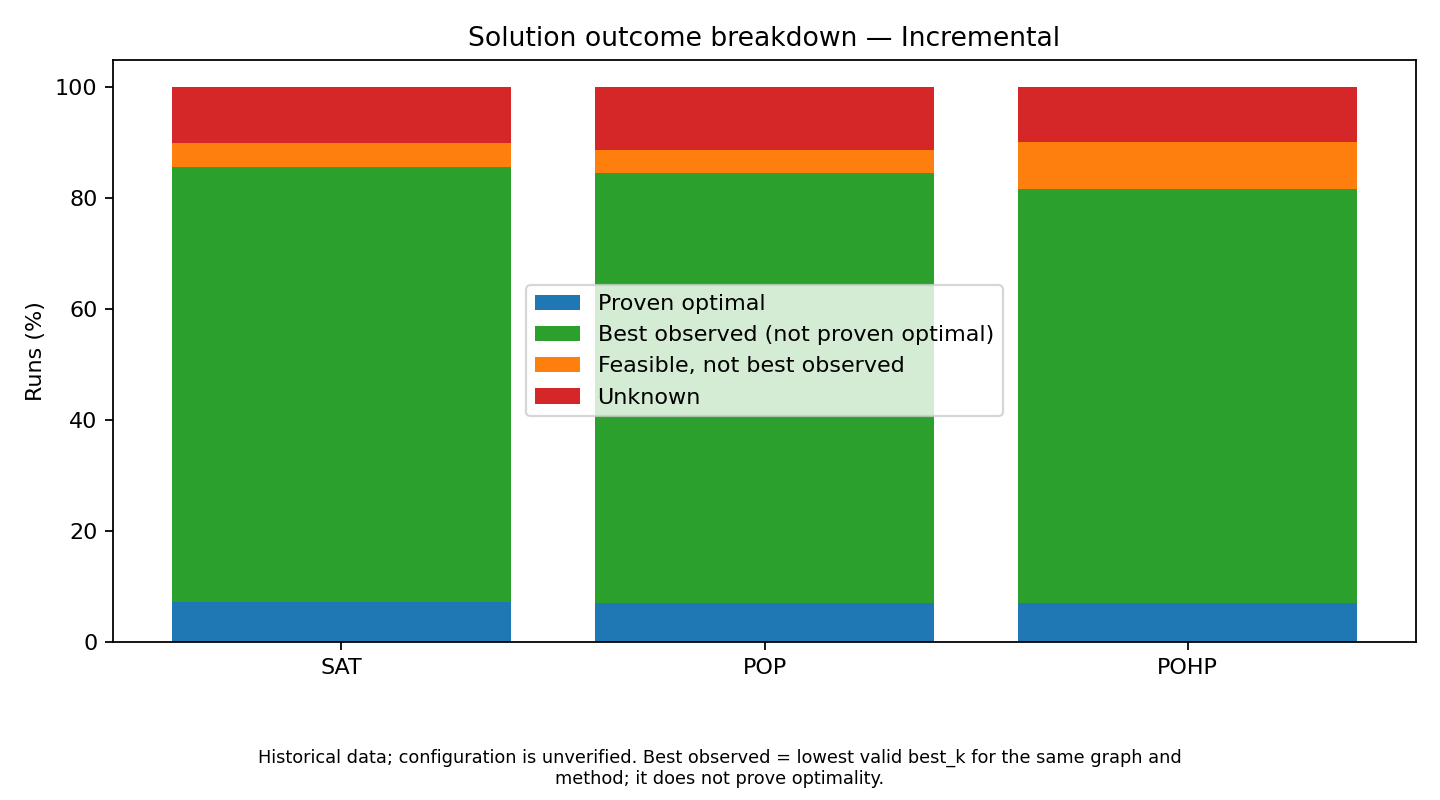 Solution outcome breakdown — Incremental
100
80
60
40
20
0
Runs (%)
Proven optimal
Best observed (not proven optimal)
Feasible, not best observed
Unknown
SAT
POP
POHP
Historical data; configuration is unverified. Best observed = lowest valid best_k for the same graph and
method; it does not prove optimality.